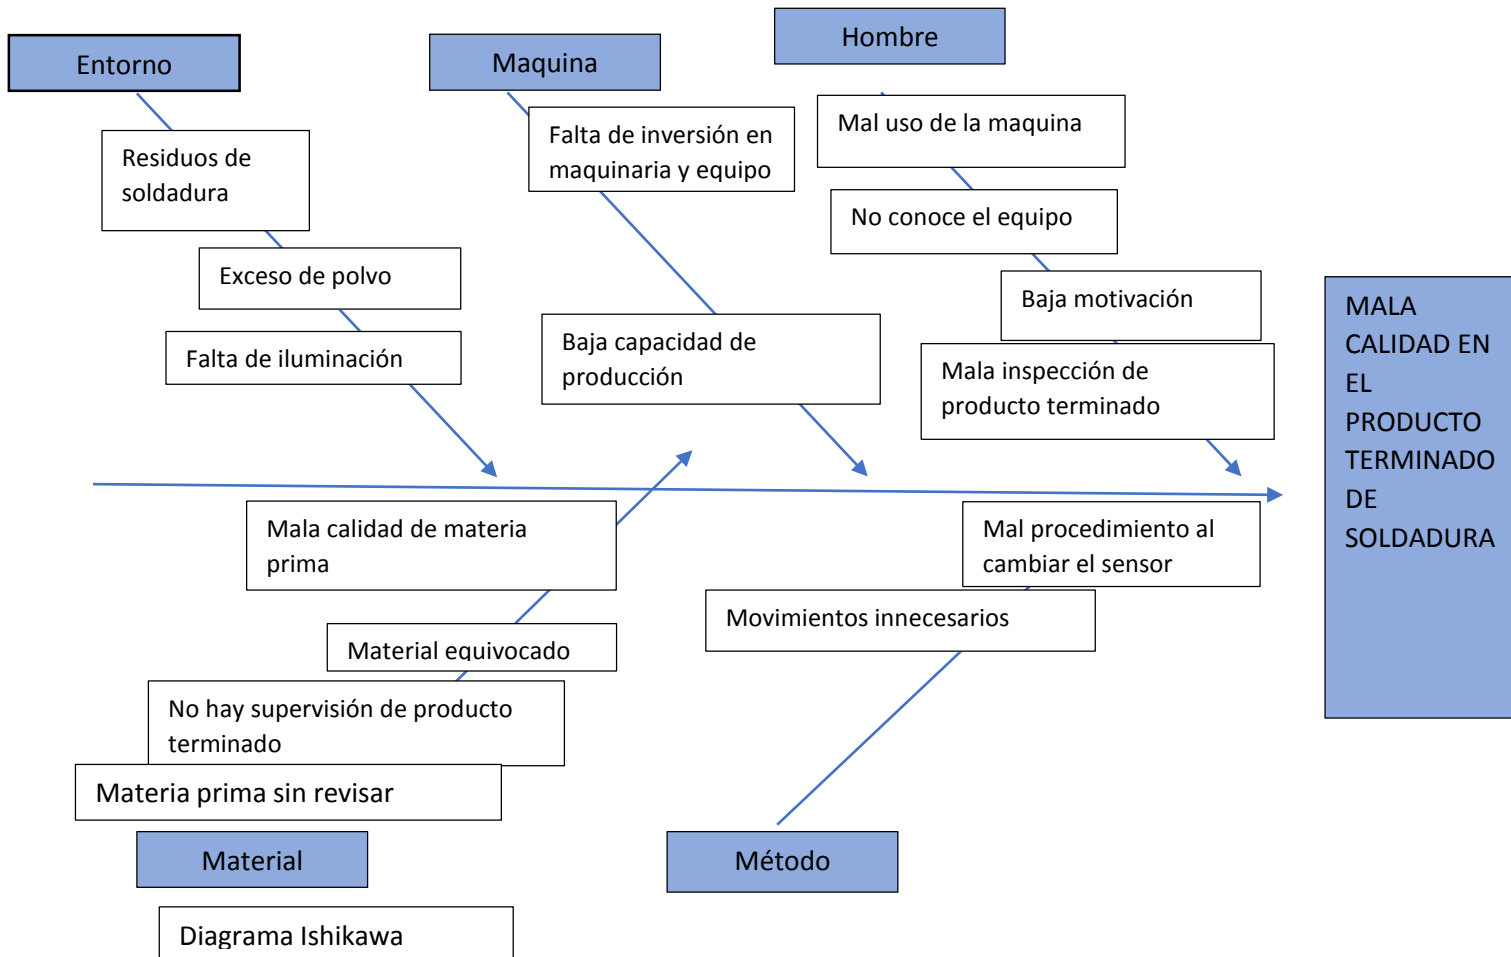 Entorno
Residuos de
soldadura
Exceso de polvo
Falta de iluminación
Maquina
Falta de inversión en
maquinaria y equipo
Baja capacidad de
producción
Hombre
Mal uso de la maquina
No conoce el equipo
Baja motivación
Mala inspección de
producto terminado
MALA
CALIDAD EN
EL
PRODUCTO
TERMINADO
DE
SOLDADURA
Mala calidad de materia
prima
Material equivocado
No hay supervisión de producto
terminado
Materia prima sin revisar
Material
Mal procedimiento al
cambiar el sensor
Movimientos innecesarios
Método
Diagrama Ishikawa